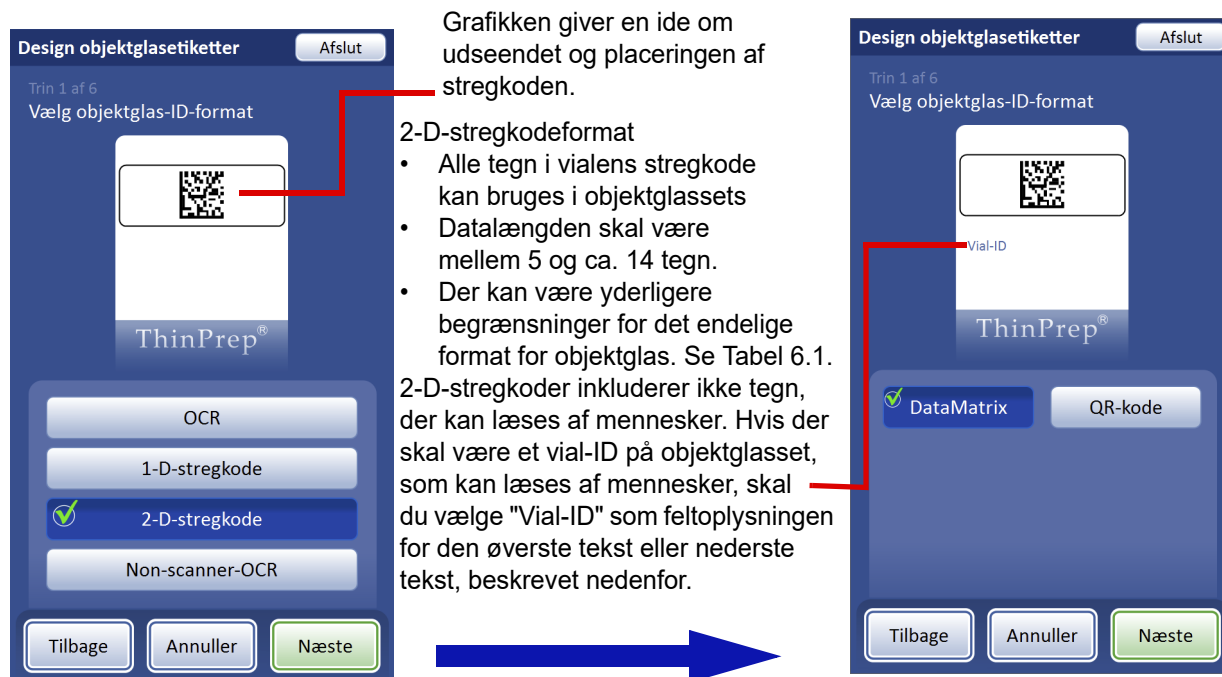 Design objektglasetiketter
Afslut
Trin 1 af 6
Vælg objektglas-ID-format
ThinPrep®
OCR
1-D-stregkode
2-D-stregkode
Non-scanner-OCR
Tilbage
Annuller
Næste
Grafikken giver en ide om
udseendet og placeringen af
stregkoden.
2-D-stregkodeformat
• Alle tegn i vialens stregkode
kan bruges i objektglassets
• Datalængden skal være
mellem 5 og ca. 14 tegn.
• Der kan være yderligere
begrænsninger for det endelige
format for objektglas. Se Tabel 6.1.
2-D-stregkoder inkluderer ikke tegn,
der kan læses af mennesker. Hvis der
skal være et vial-ID på objektglasset,
som kan læses af mennesker, skal
du vælge "Vial-ID" som feltoplysningen
for den øverste tekst eller nederste
tekst, beskrevet nedenfor.
Design objektglasetiketter
Afslut
Trin 1 af 6
Vælg objektglas-ID-format
Vial-ID
ThinPrep®
DataMatrix
QR-kode
Tilbage
Annuller
Næste